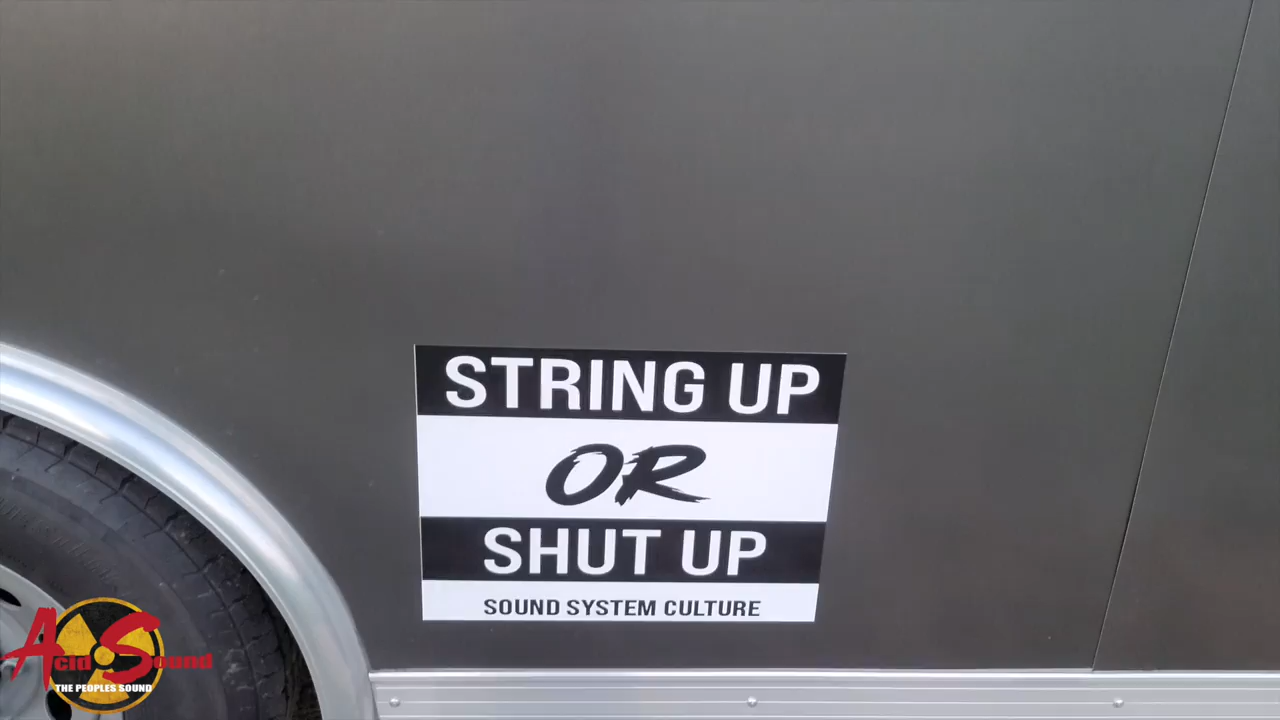 STRING UP
OR
SHUT UP
SOUND SYSTEM CULTURE
Acid Sound
THE PEOPLES SOUND